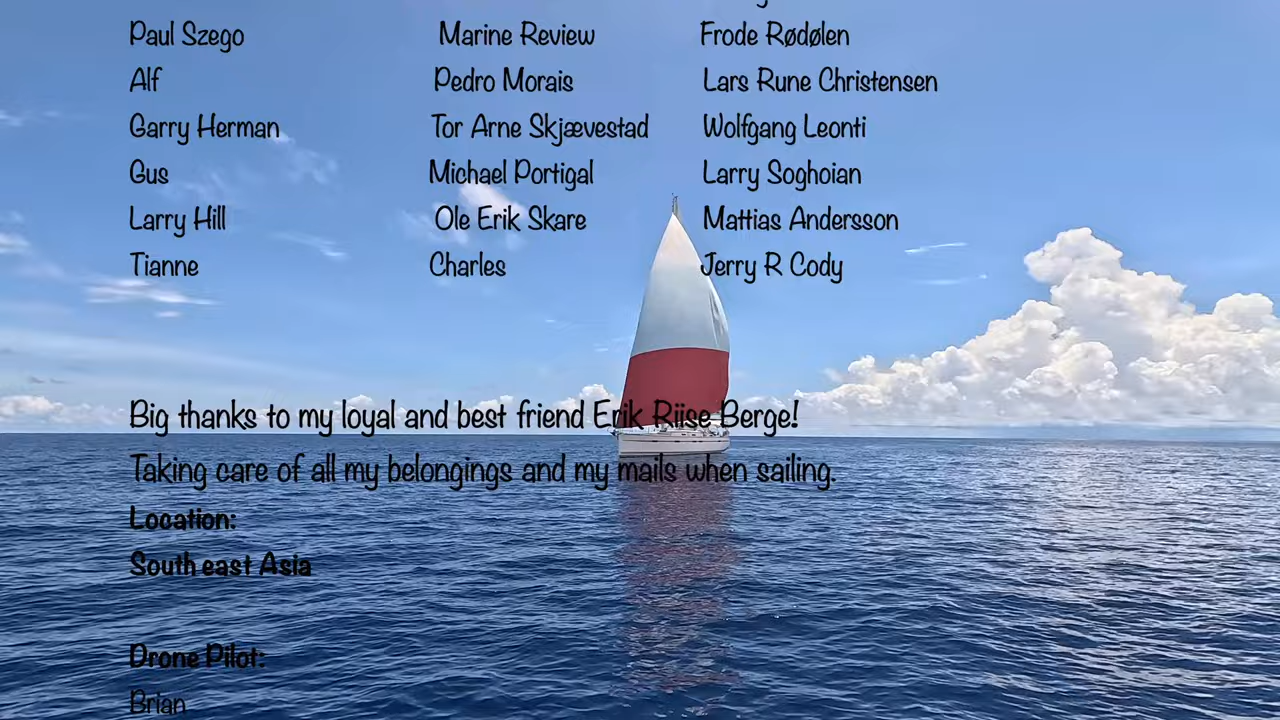 Paul Szego Marine Review Frode Rødølen
Alf Pedro Morais Lars Rune Christensen
Garry Herman Tor Arne Skjævestad Wolfgang Leonti
Gus Michael Portigal Larry Soghoian
Larry Hill Ole Erik Skare Mattias Andersson
Tianne Charles Jerry R Cody
Big thanks to my loyal and best friend Erik Riise Berge!
Taking care of all my belongings and my mails when sailing.
Location:
South east Asia
Drone Pilot:
Brian